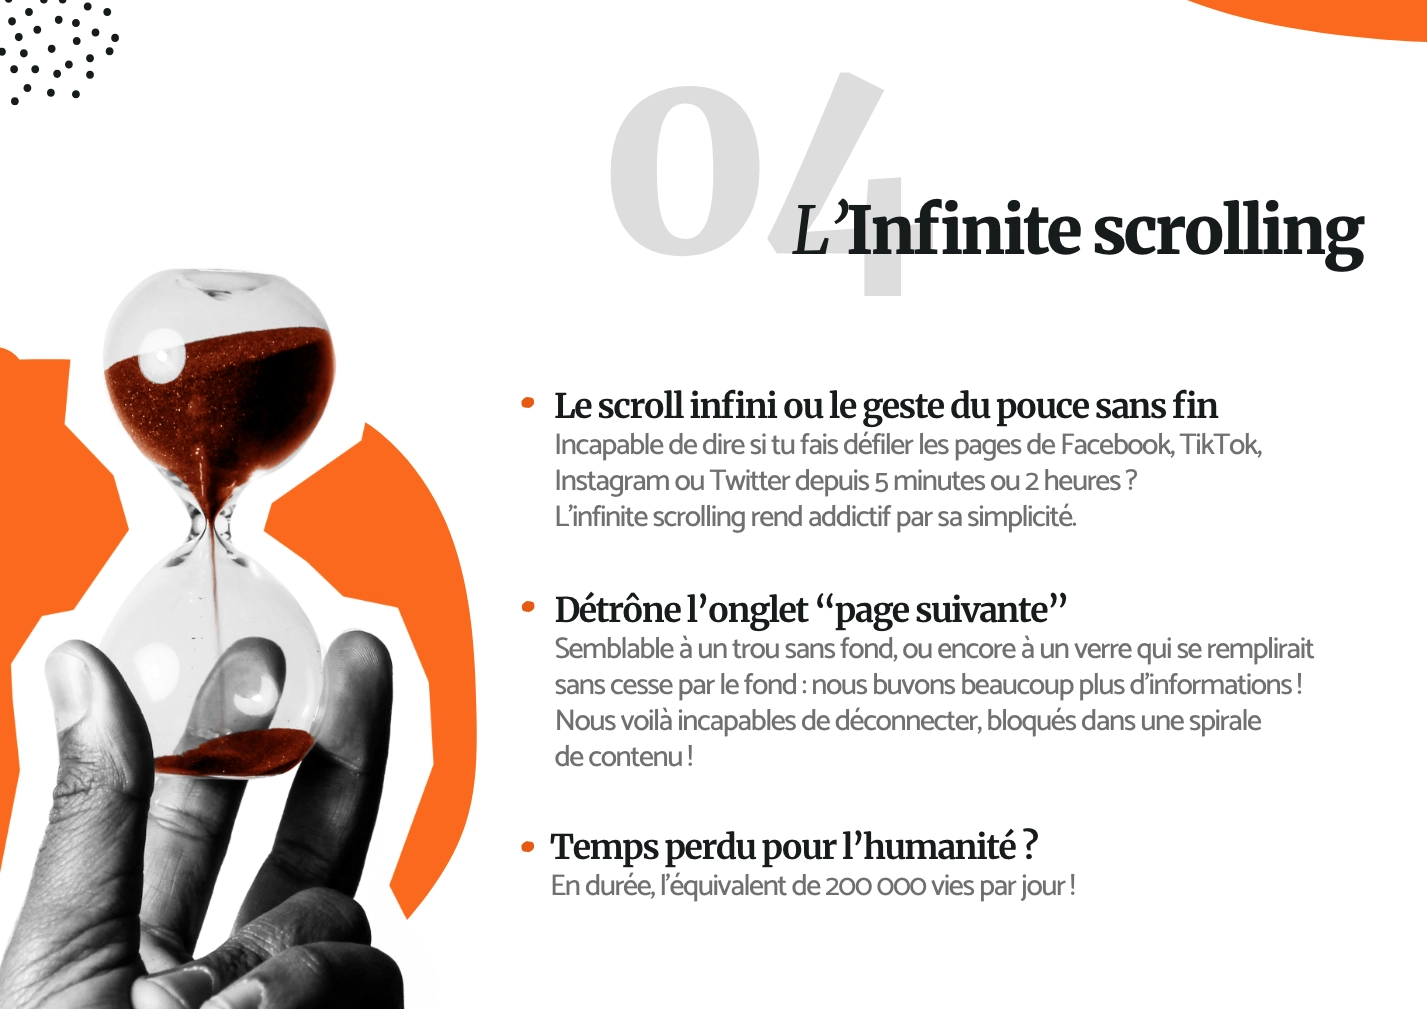 04
L’Infinite scrolling
Le scroll infini ou le geste du pouce sans fin
Incapable de dire si tu fais défiler les pages de Facebook, TikTok,
Instagram ou Twitter depuis 5 minutes ou 2 heures ?
L’infinite scrolling rend addictif par sa simplicité.
Détrône l’onglet “page suivante”
Semblable à un trou sans fond, ou encore à un verre qui se remplirait
sans cesse par le fond : nous buvons beaucoup plus d’informations !
Nous voilà incapables de déconnecter, bloqués dans une spirale
de contenu !
Temps perdu pour l’humanité ?
En durée, l’équivalent de 200 000 vies par jour !